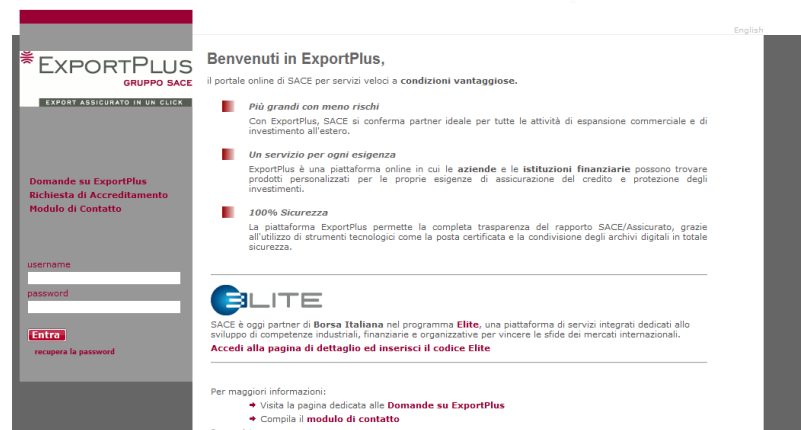 English
EXPORTPLUS
GRUPPO SACE
EXPORT ASSICURATO IN UN CLICK
Domande su ExportPlus
Richiesta di Accreditamento
Modulo di Contatto
username
password
Entra
recupera la password
Benvenuti in ExportPlus,
il portale online di SACE per servizi veloci a condizioni vantaggiose.
Più grandi con meno rischi
Con ExportPlus, SACE si conferma partner ideale per tutte le attività di espansione commerciale e di
investimento all'estero.
Un servizio per ogni esigenza
ExportPlus è una piattaforma online in cui le aziende e le istituzioni finanziarie possono trovare
prodotti personalizzati per le proprie esigenze di assicurazione del credito e protezione degli
investimenti.
100% Sicurezza
La piattaforma ExportPlus permette la completa trasparenza del rapporto SACE/Assicurato, grazie
all'utilizzo di strumenti tecnologici come la posta certificata e la condivisione degli archivi digitali in totale
sicurezza.
ELITE
SACE è oggi partner di Borsa Italiana nel programma Elite, una piattaforma di servizi integrati dedicati allo
sviluppo di competenze industriali, finanziarie e organizzative per vincere le sfide dei mercati internazionali.
Accedi alla pagina di dettaglio ed inserisci il codice Elite
Per maggiori informazioni:
Visita la pagina dedicata alle Domande su ExportPlus
Compila il modulo di contatto